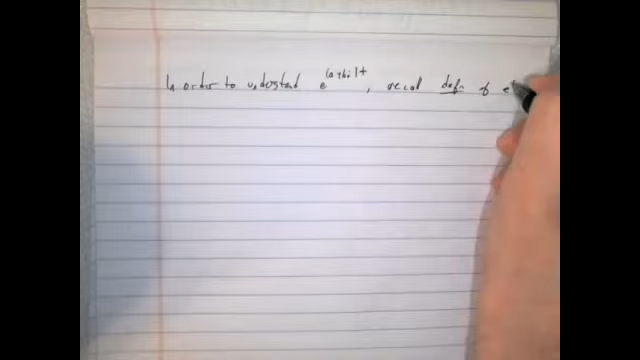 In order to understand e^(a+bi)t, recall defn of e